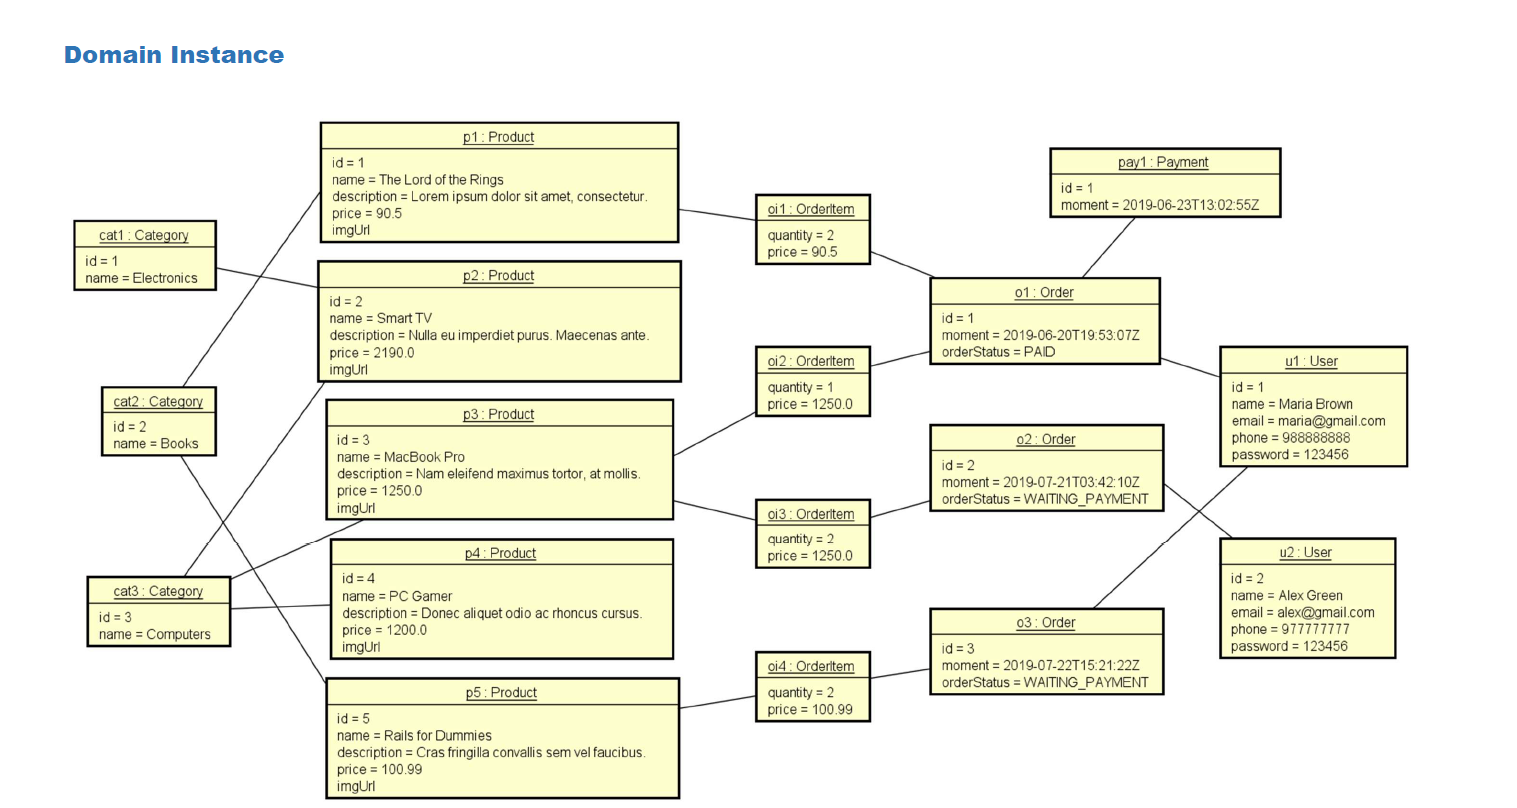 Domain Instance
p1 : Product
id = 1
name = The Lord of the Rings
description = Lorem ipsum dolor sit amet, consectetur.
price = 90.5
imgUrl
pay1 : Payment
id = 1
moment = 2019-06-23T13:02:55Z
oi1 : OrderItem
quantity = 2
price = 90.5
cat1 : Category
id = 1
name = Electronics
p2 : Product
id = 2
name = Smart TV
description = Nulla eu imperdiet purus. Maecenas ante.
price = 2190.0
imgUrl
o1 : Order
id = 1
moment = 2019-06-20T19:53:07Z
orderStatus = PAID
oi2 : OrderItem
quantity = 1
price = 1250.0
u1 : User
id = 1
name = Maria Brown
email = maria@gmail.com
phone = 988888888
password = 123456
cat2 : Category
id = 2
name = Books
p3 : Product
id = 3
name = MacBook Pro
description = Nam eleifend maximus tortor, at mollis.
price = 1250.0
imgUrl
o2 : Order
id = 2
moment = 2019-07-21T03:42:10Z
orderStatus = WAITING_PAYMENT
oi3 : OrderItem
quantity = 2
price = 1250.0
p4 : Product
id = 4
name = PC Gamer
description = Donec aliquet odio ac rhoncus cursus.
price = 1200.0
imgUrl
u2 : User
id = 2
name = Alex Green
email = alex@gmail.com
phone = 977777777
password = 123456
cat3 : Category
id = 3
name = Computers
o3 : Order
id = 3
moment = 2019-07-22T15:21:22Z
orderStatus = WAITING_PAYMENT
oi4 : OrderItem
quantity = 2
price = 100.99
p5 : Product
id = 5
name = Rails for Dummies
description = Cras fringilla convallis sem vel faucibus.
price = 100.99
imgUrl